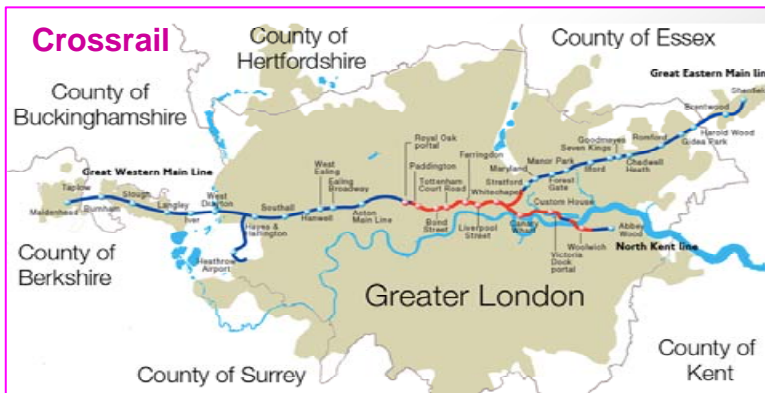 Crossrail
County of
Hertfordshire
County of Essex
County of
Buckinghamshire
Great Eastern Main lin
Shenfield
Brentwood
Harold Wood
Romford
Gidea Park
Goodmayes
Seven Kings
Chadwell
Heath
Ilford
Manor Park
Forest
Gate
Maryland
Stratford
Royal Oak
portal
Paddington
Farringdon
Tottenham
Court Road
Whitechapel
West
Ealing
Ealing
Broadway
Great Western Main Line
Taplow
Maidenhead
Burnham
Slough
Langley
Iver
West
Drayton
Hayes &
Harlington
Southall
Hanwell
Acton
Main Line
Bond
Street
Liverpool
Street
Canary
Wharf
Custom House
Victoria
Dock
portal
Woolwich
Abbey
Wood
North Kent line
Heathrow
Airport
County of
Berkshire
Greater London
County of Surrey
County of
Kent